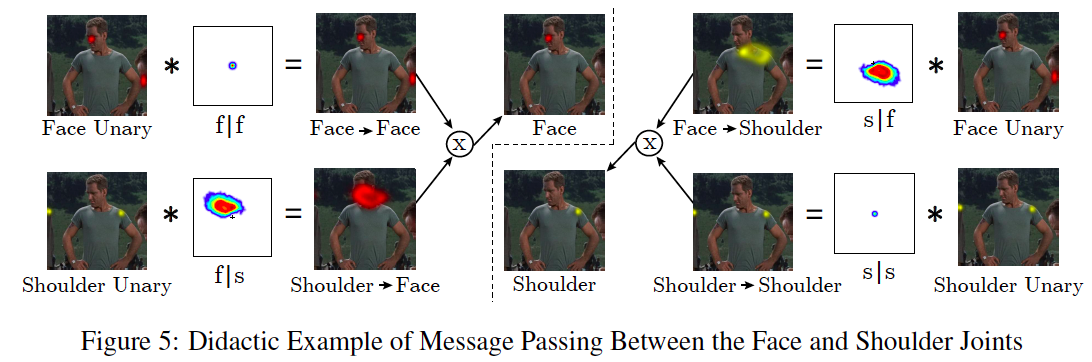 * = = *
Face Unary f|f Face → Face Face Face → Shoulder s|f Face Unary
X X
* = = *
Shoulder Unary f|s Shoulder → Face Shoulder Shoulder → Shoulder s|s Shoulder Unary
Figure 5: Didactic Example of Message Passing Between the Face and Shoulder Joints